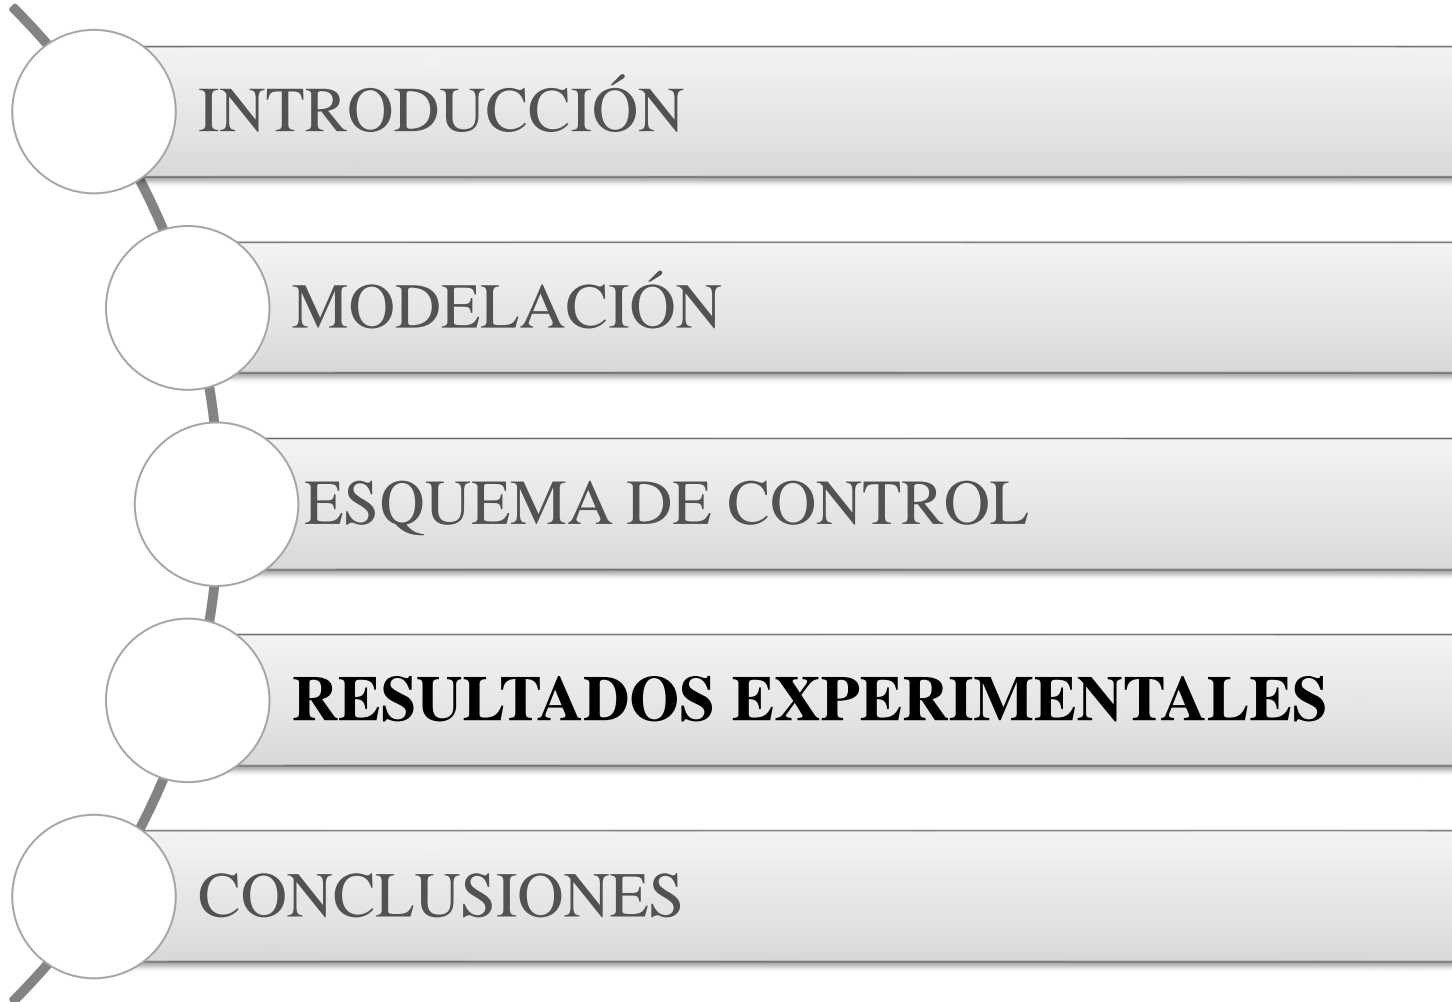 INTRODUCCIÓN
MODELACIÓN
ESQUEMA DE CONTROL
RESULTADOS EXPERIMENTALES
CONCLUSIONES